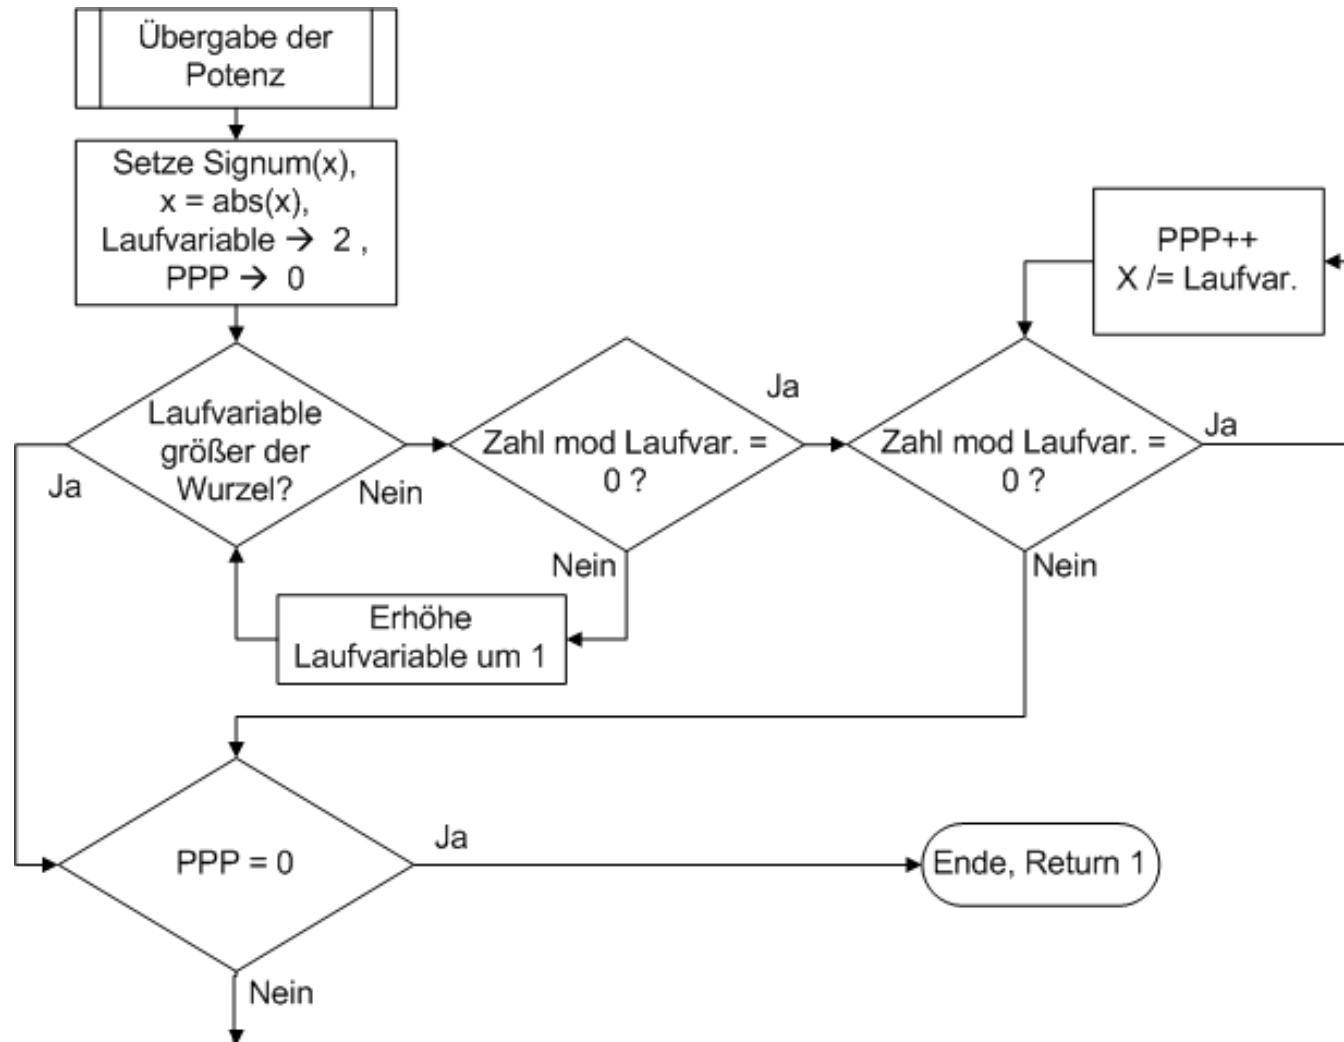 Übergabe der
Potenz
Setze Signum(x),
x = abs(x),
Laufvariable → 2 ,
PPP → 0
PPP++
X /= Laufvar.
Laufvariable
größer der
Wurzel?
Ja
Nein
Zahl mod Laufvar. =
0 ?
Ja
Nein
Zahl mod Laufvar. =
0 ?
Ja
Nein
Erhöhe
Laufvariable um 1
PPP = 0
Ja
Ende, Return 1
Nein